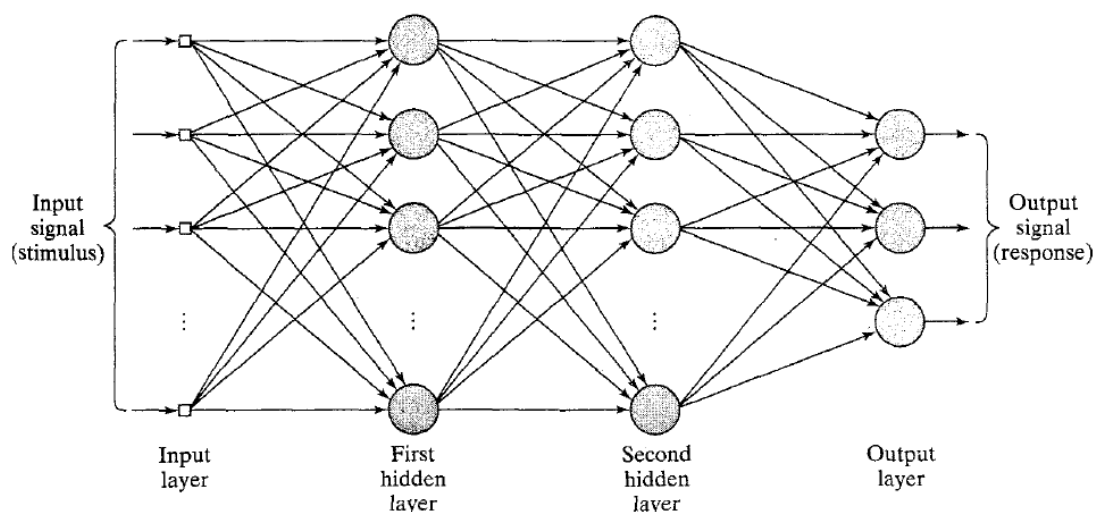 Input
signal
(stimulus)
Output
signal
(response)
⋮
⋮
⋮
Input
layer
First
hidden
layer
Second
hidden
layer
Output
layer